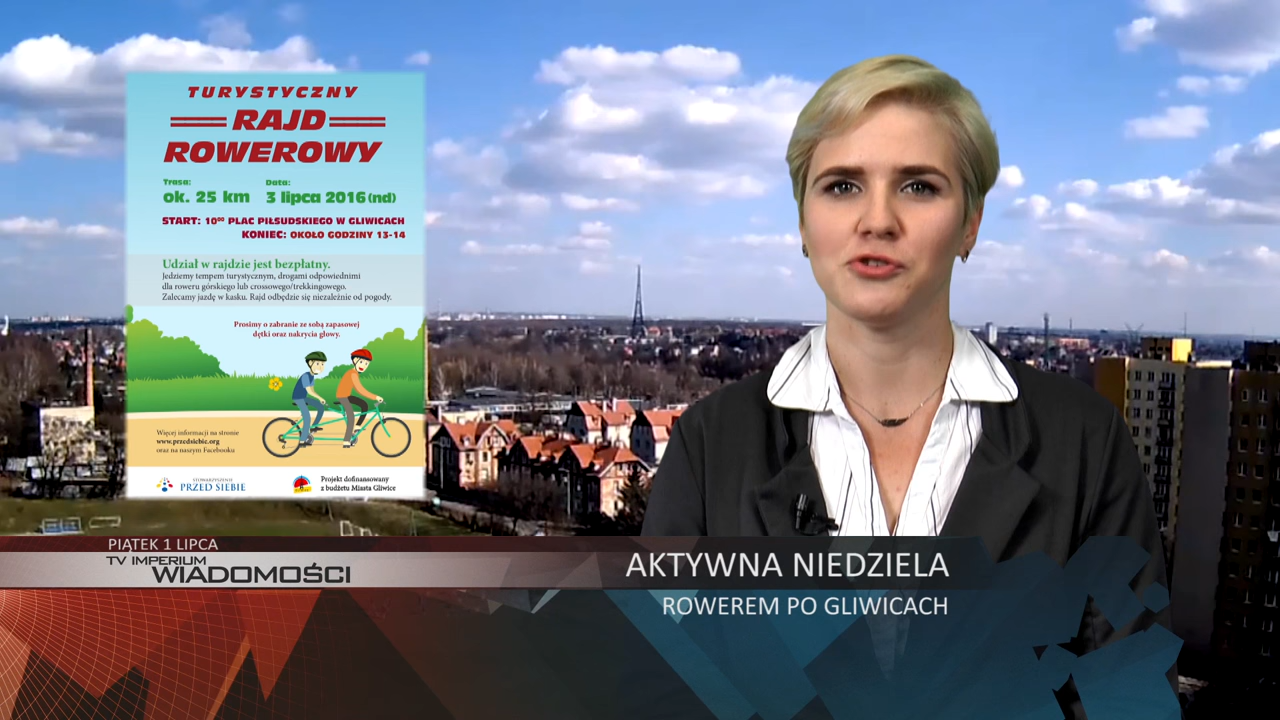 TURYSTYCZNY
RAJD
ROWEROWY
Trasa:
ok. 25 km
Data:
3 lipca 2016 (nd)
START: 10⁰⁰ PLAC PIŁSUDSKIEGO W GLIWICACH
KONIEC: OKOŁO GODZINY 13-14
Udział w rajdzie jest bezpłatny.
Jedziemy tempem turystycznym, drogami odpowiednimi
dla roweru górskiego lub crossowego/trekkingowego.
Zalecamy jazdę w kasku. Rajd odbędzie się niezależnie od pogody.
Prosimy o zabranie ze sobą zapasowej
dętki oraz nakrycia głowy.
Więcej informacji na stronie
www.przedsiebie.org
oraz na naszym Facebooku
STOWARZYSZENIE
PRZED SIEBIE
Projekt dofinansowany
z budżetu Miasta Gliwice
PIĄTEK 1 LIPCA
TV IMPERIUM
WIADOMOŚCI
AKTYWNA NIEDZIELA
ROWEREM PO GLIWICACH